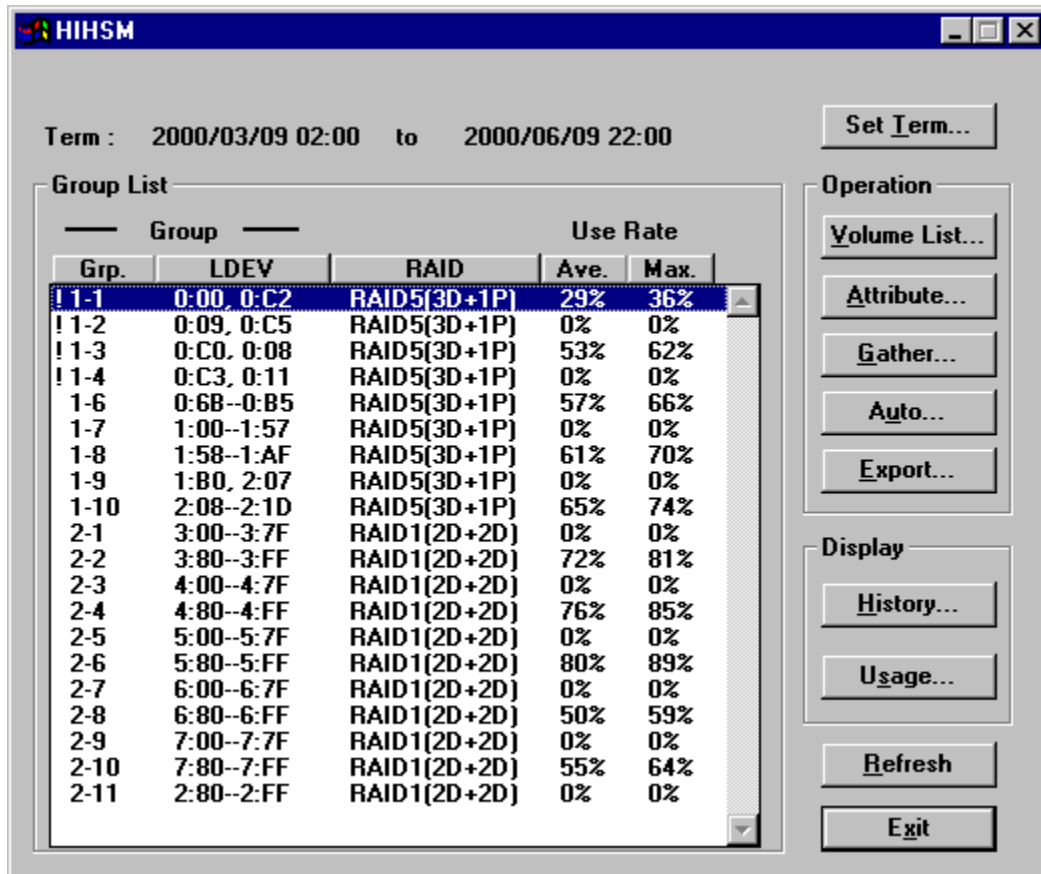 HIHSM
Term : 2000/03/09 02:00 to 2000/06/09 22:00
Set Term...
Group List
Group Use Rate
Grp. LDEV RAID Ave. Max.
! 1-1 0:00, 0:C2 RAID5(3D+1P) 29% 36%
! 1-2 0:09, 0:C5 RAID5(3D+1P) 0% 0%
! 1-3 0:C0, 0:08 RAID5(3D+1P) 53% 62%
! 1-4 0:C3, 0:11 RAID5(3D+1P) 0% 0%
1-6 0:6B--0:B5 RAID5(3D+1P) 57% 66%
1-7 1:00--1:57 RAID5(3D+1P) 0% 0%
1-8 1:58--1:AF RAID5(3D+1P) 61% 70%
1-9 1:B0, 2:07 RAID5(3D+1P) 0% 0%
1-10 2:08--2:1D RAID5(3D+1P) 65% 74%
2-1 3:00--3:7F RAID1(2D+2D) 0% 0%
2-2 3:80--3:FF RAID1(2D+2D) 72% 81%
2-3 4:00--4:7F RAID1(2D+2D) 0% 0%
2-4 4:80--4:FF RAID1(2D+2D) 76% 85%
2-5 5:00--5:7F RAID1(2D+2D) 0% 0%
2-6 5:80--5:FF RAID1(2D+2D) 80% 89%
2-7 6:00--6:7F RAID1(2D+2D) 0% 0%
2-8 6:80--6:FF RAID1(2D+2D) 50% 59%
2-9 7:00--7:7F RAID1(2D+2D) 0% 0%
2-10 7:80--7:FF RAID1(2D+2D) 55% 64%
2-11 2:80--2:FF RAID1(2D+2D) 0% 0%
Operation
Volume List...
Attribute...
Gather...
Auto...
Export...
Display
History...
Usage...
Refresh
Exit